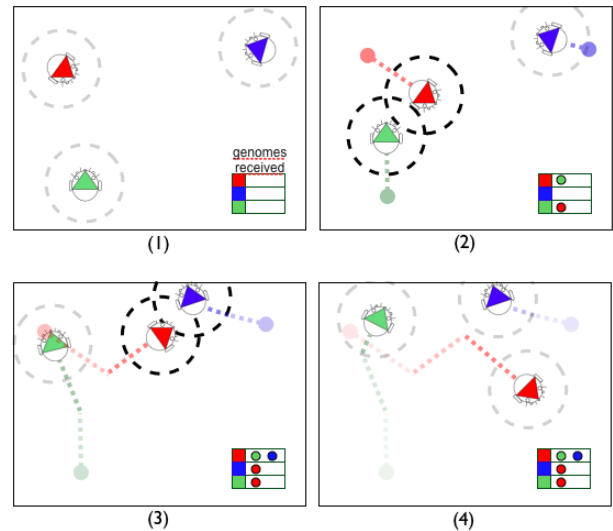 genomes
received
(1)
(2)
(3)
(4)